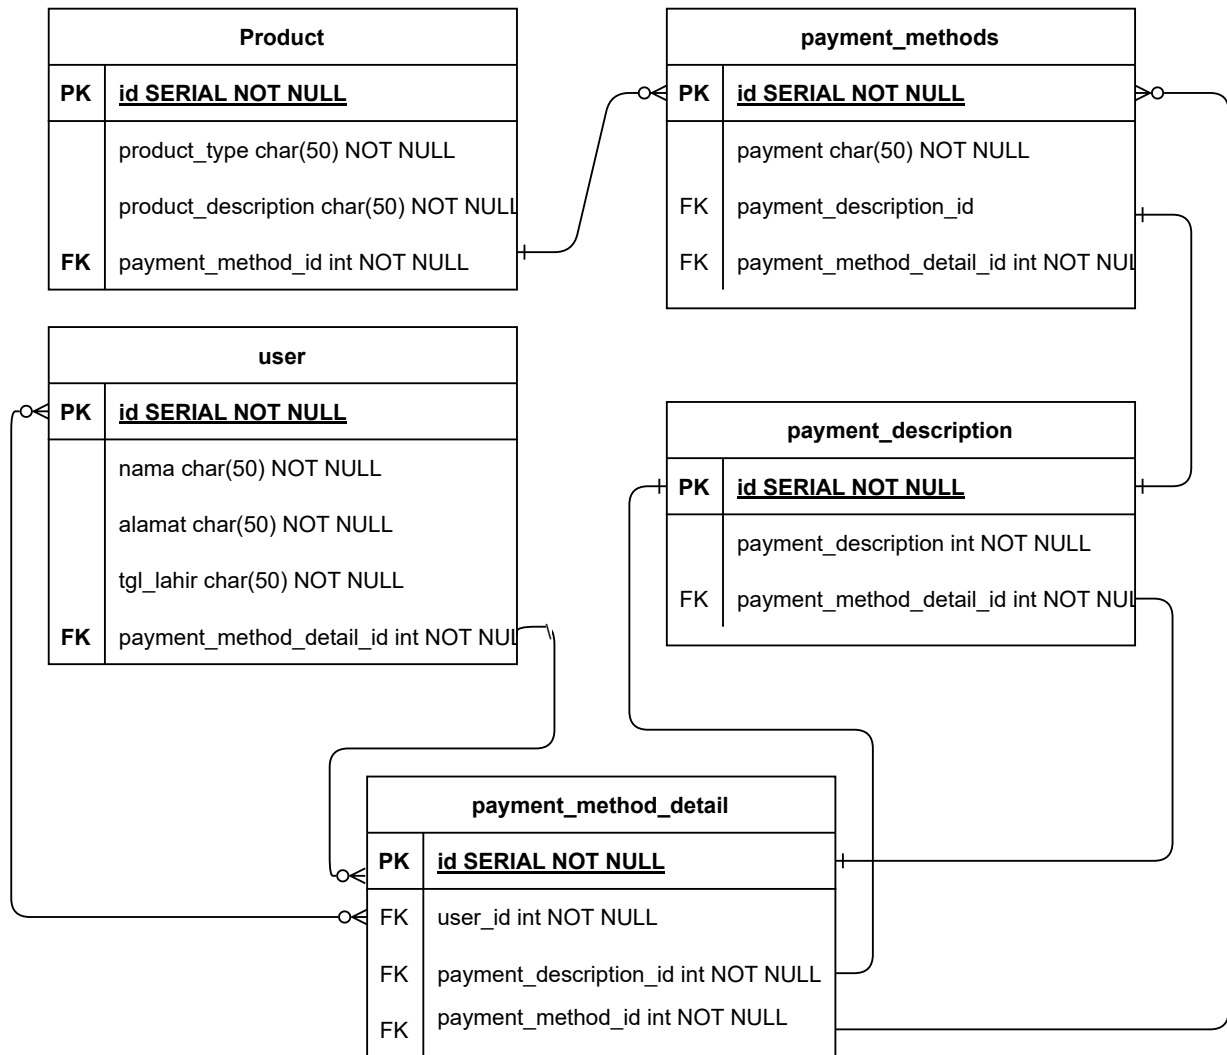 Product
PK id SERIAL NOT NULL
product_type char(50) NOT NULL
product_description char(50) NOT NULL
FK payment_method_id int NOT NULL
payment_methods
PK id SERIAL NOT NULL
payment char(50) NOT NULL
FK payment_description_id
FK payment_method_detail_id int NOT NUL
user
PK id SERIAL NOT NULL
nama char(50) NOT NULL
alamat char(50) NOT NULL
tgl_lahir char(50) NOT NULL
FK payment_method_detail_id int NOT NUL
payment_description
PK id SERIAL NOT NULL
payment_description int NOT NULL
FK payment_method_detail_id int NOT NUL
payment_method_detail
PK id SERIAL NOT NULL
FK user_id int NOT NULL
FK payment_description_id int NOT NULL
FK payment_method_id int NOT NULL